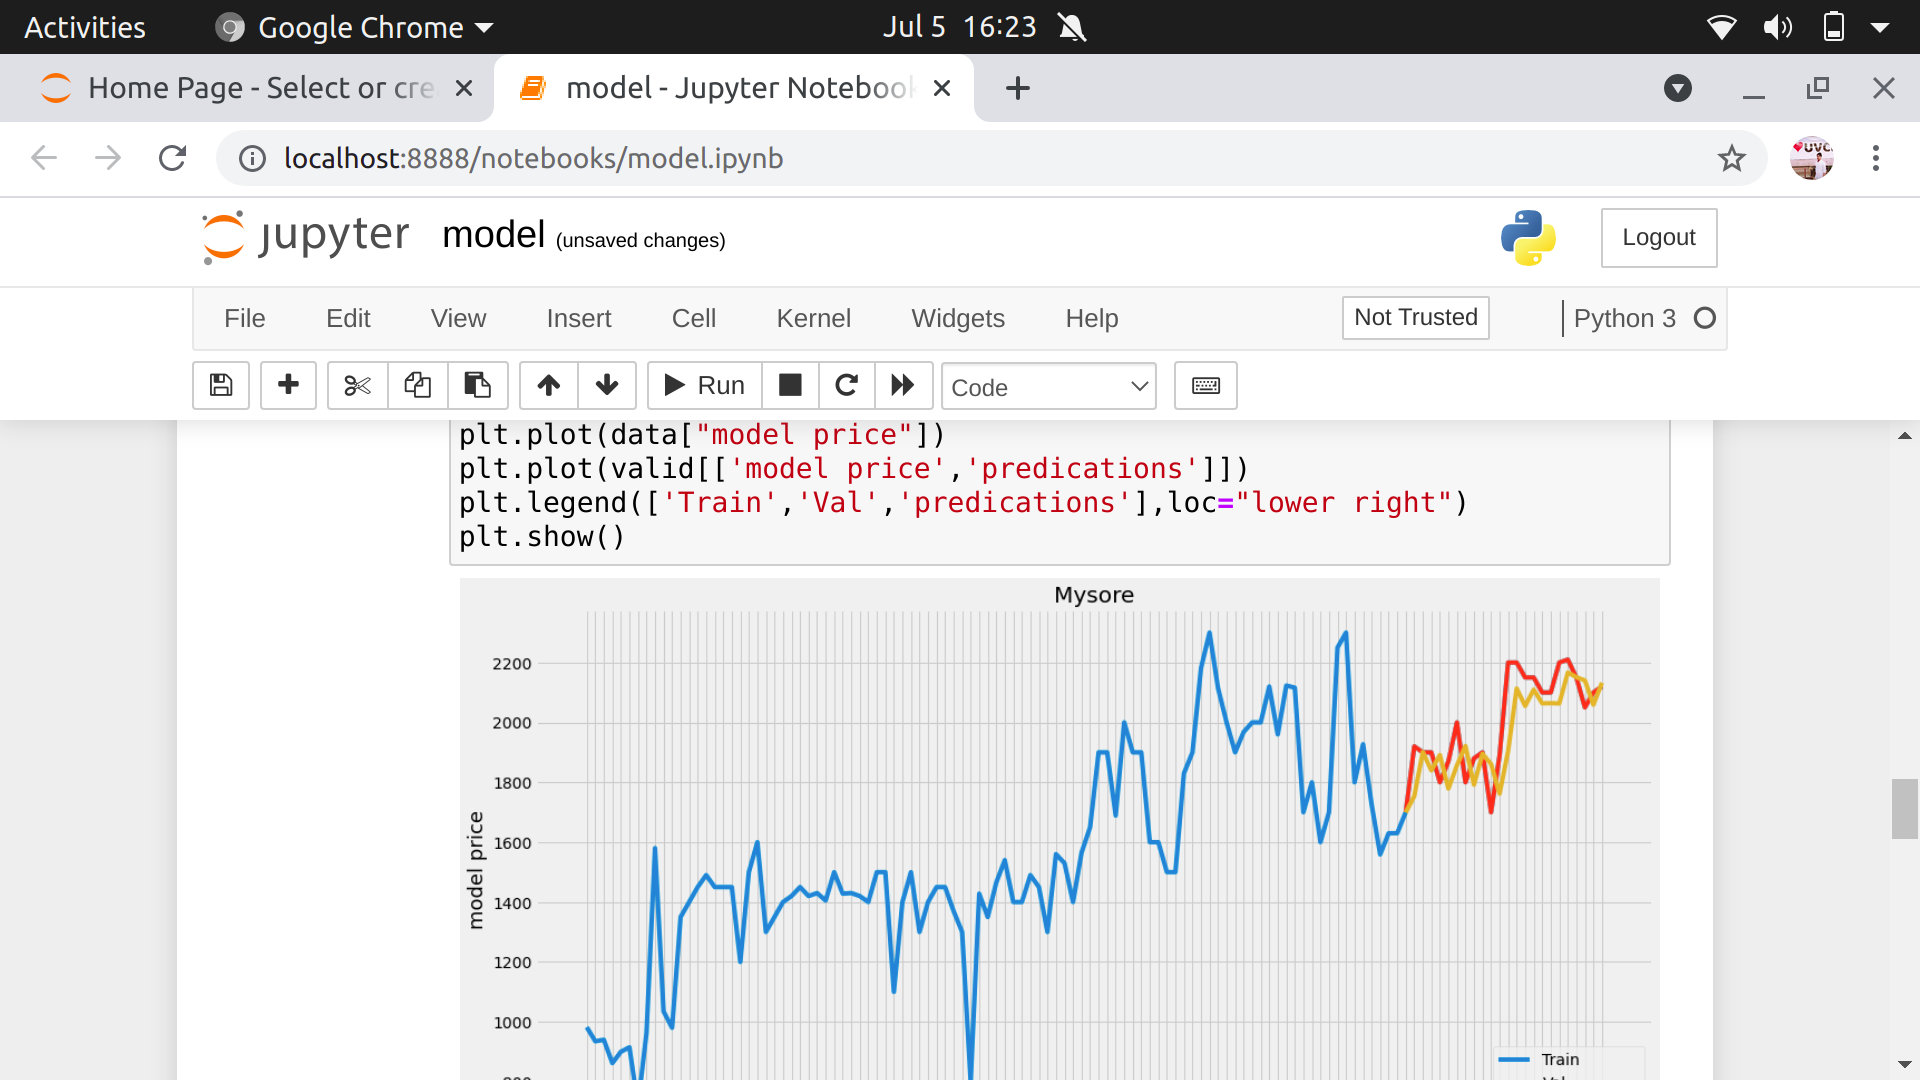 Activities Google Chrome Jul 5 16:23
Home Page - Select or cre model - Jupyter Notebook
localhost:8888/notebooks/model.ipynb
UVC
jupyter model (unsaved changes) Logout
File Edit View Insert Cell Kernel Widgets Help Not Trusted Python 3
Run Code
plt.plot(data["model price"])
plt.plot(valid[['model price','predications']])
plt.legend(['Train','Val','predications'],loc="lower right")
plt.show()
Mysore
2200
2000
1800
1600
1400
1200
1000
model price
Train